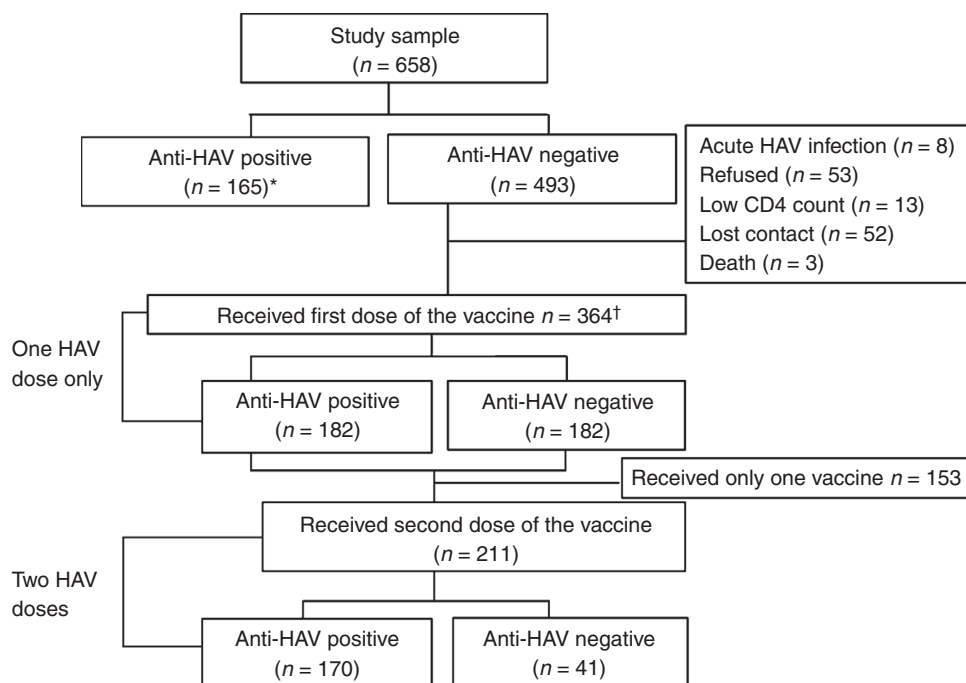 Study sample
(n = 658)
Anti-HAV positive
(n = 165)*
Anti-HAV negative
(n = 493)
Acute HAV infection (n = 8)
Refused (n = 53)
Low CD4 count (n = 13)
Lost contact (n = 52)
Death (n = 3)
Received first dose of the vaccine n = 364†
One HAV
dose only
Anti-HAV positive
(n = 182)
Anti-HAV negative
(n = 182)
Received only one vaccine n = 153
Received second dose of the vaccine
(n = 211)
Two HAV
doses
Anti-HAV positive
(n = 170)
Anti-HAV negative
(n = 41)